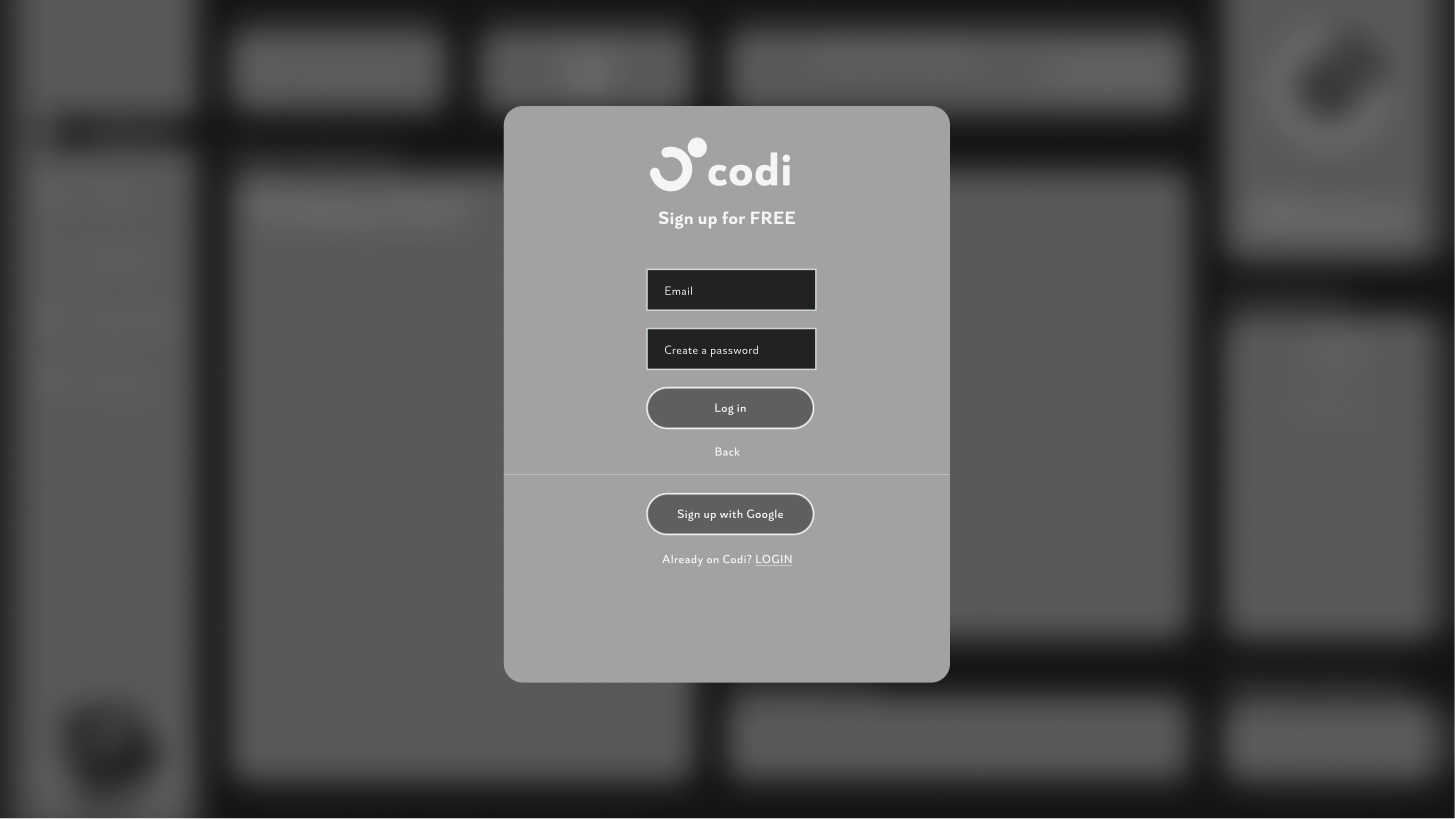 codi
Sign up for FREE
Email
Create a password
Log in
Back
Sign up with Google
Already on Codi? LOGIN